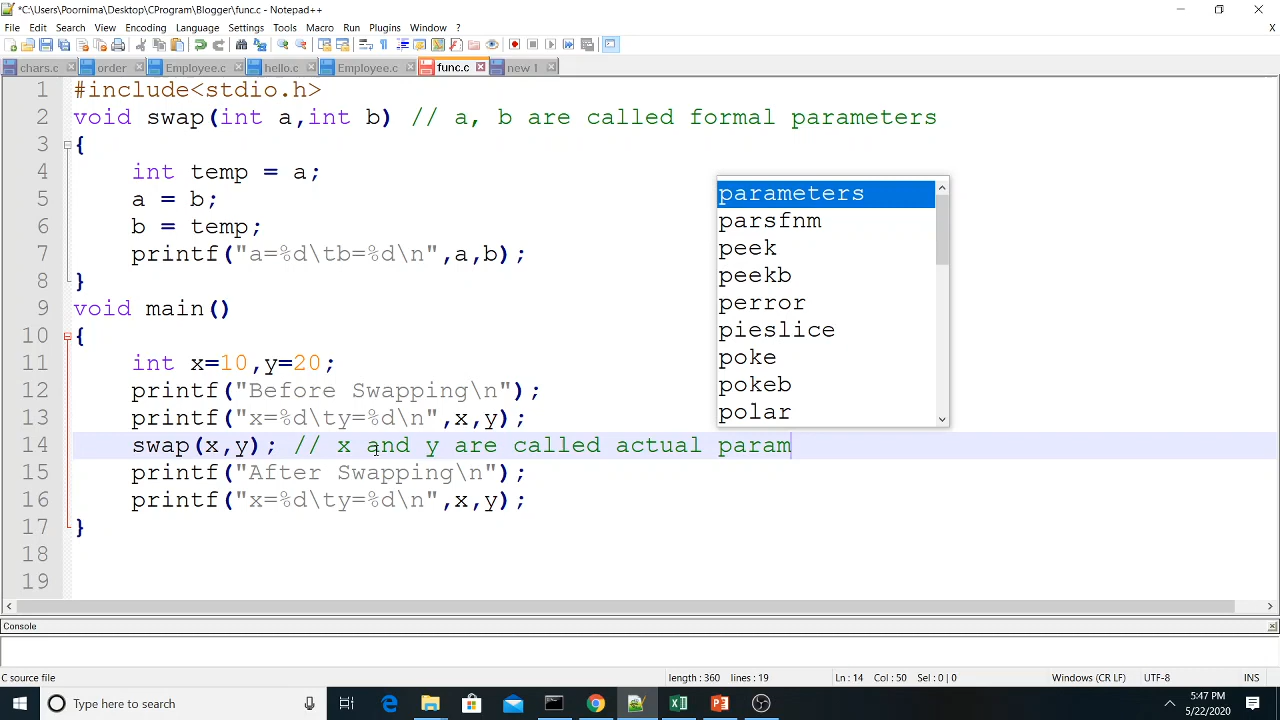 *C:\Users\Poornima\Desktop\CProgram\Blogger\func.c - Notepad++
File Edit Search View Encoding Language Settings Tools Macro Run Plugins Window ? X
chars.c order Employee.c hello.c Employee.c func.c new 1
1 #include<stdio.h>
2 void swap(int a,int b) // a, b are called formal parameters
3 {
4 int temp = a;
5 a = b;
6 b = temp;
7 printf("a=%d\tb=%d\n",a,b);
8 }
9 void main()
10 {
11 int x=10,y=20;
12 printf("Before Swapping\n");
13 printf("x=%d\ty=%d\n",x,y);
14 swap(x,y); // x and y are called actual param
15 printf("After Swapping\n");
16 printf("x=%d\ty=%d\n",x,y);
17 }
18
19
parameters
parsfnm
peek
peekb
perror
pieslice
poke
pokeb
polar
Console
C source file length : 360 lines : 19 Ln : 14 Col : 50 Sel : 0 | 0 Windows (CR LF) UTF-8 INS
Type here to search
5:47 PM
5/22/2020